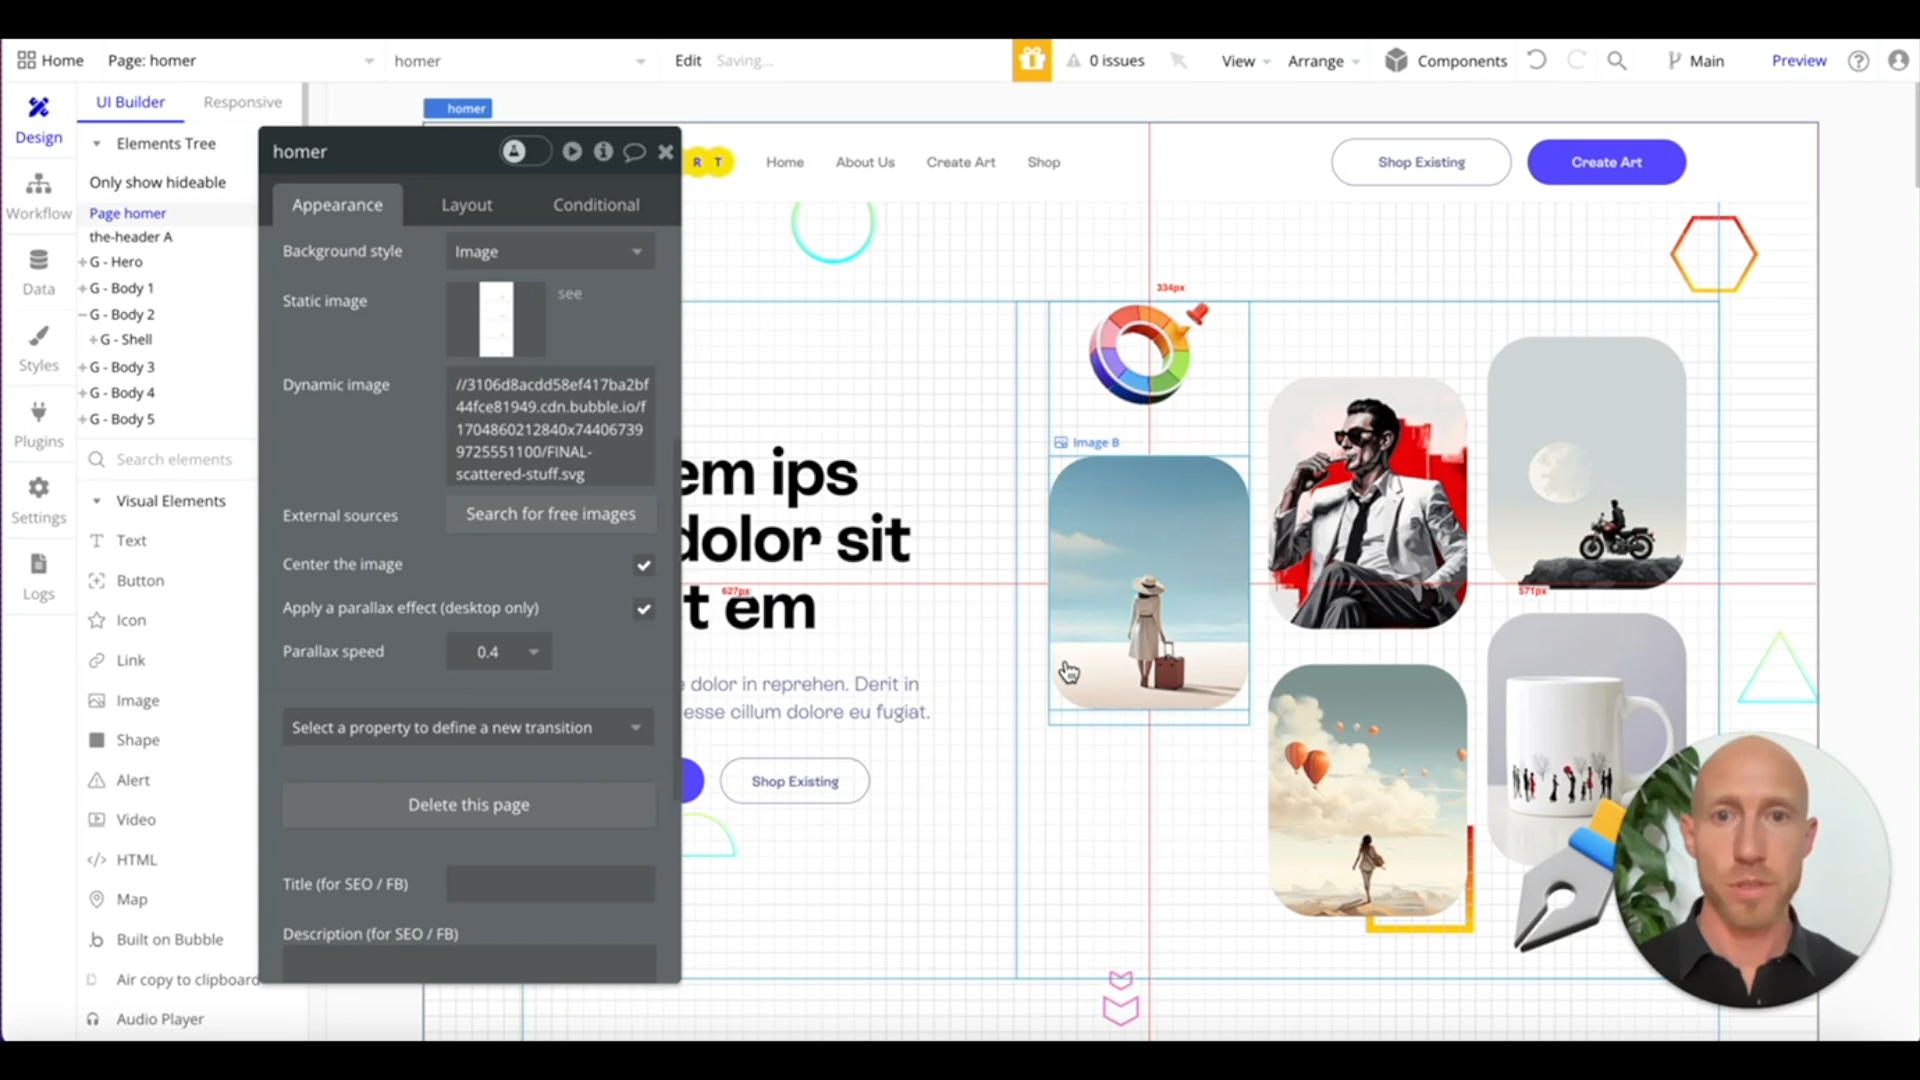 Home
Page: homer
homer
Edit
Saving...
0 issues
View
Arrange
Components
Main
Preview
Design
Workflow
Data
Styles
Plugins
Settings
Logs
UI Builder
Responsive
Elements Tree
Only show hideable
Page homer
the-header A
G - Hero
G - Body 1
G - Body 2
G - Shell
G - Body 3
G - Body 4
G - Body 5
Search elements
Visual Elements
Text
Button
Icon
Link
Image
Shape
Alert
Video
HTML
Map
Built on Bubble
Air copy to clipboard
Audio Player
homer
Appearance
Layout
Conditional
Background style
Image
Static image
see
Dynamic image
//3106d8acdd58ef417ba2bf
44fce81949.cdn.bubble.io/f
1704860212840x74406739
9725551100/FINAL-
scattered-stuff.svg
External sources
Search for free images
Center the image
Apply a parallax effect (desktop only)
Parallax speed
0.4
Select a property to define a new transition
Delete this page
Title (for SEO / FB)
Description (for SEO / FB)
homer
R T
Home
About Us
Create Art
Shop
Shop Existing
Create Art
334px
Image B
em ips
dolor sit
t em
627px
571px
dolor in reprehen. Derit in
esse cillum dolore eu fugiat.
Shop Existing